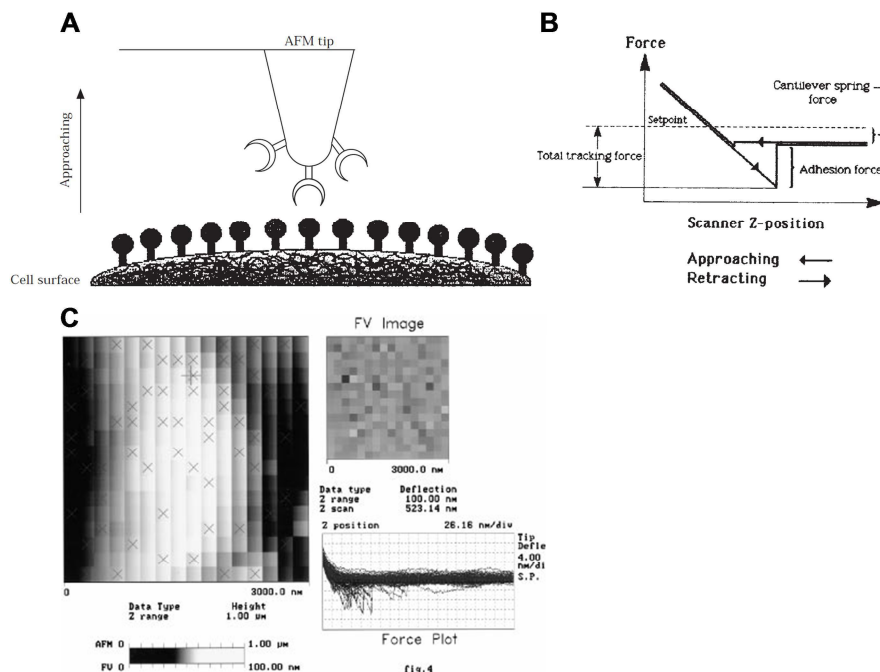 A
AFM tip
Approaching
Cell surface
B
Force
Cantilever spring
force
Setpoint
Total tracking force
Adhesion force
Scanner Z-position
Approaching
Retracting
C
FV Image
0 3000.0 nM
Data type Deflection
Z range 100.00 nM
Z scan 523.14 nM
Z position 26.16 nM/div
Tip
Defle
4.00
nM/di
S.P.
Force Plot
fig.4
0 3000.0 nM
Data Type Height
Z range 1.00 μM
AFM 0 1.00 μM
FV 0 100.00 nM